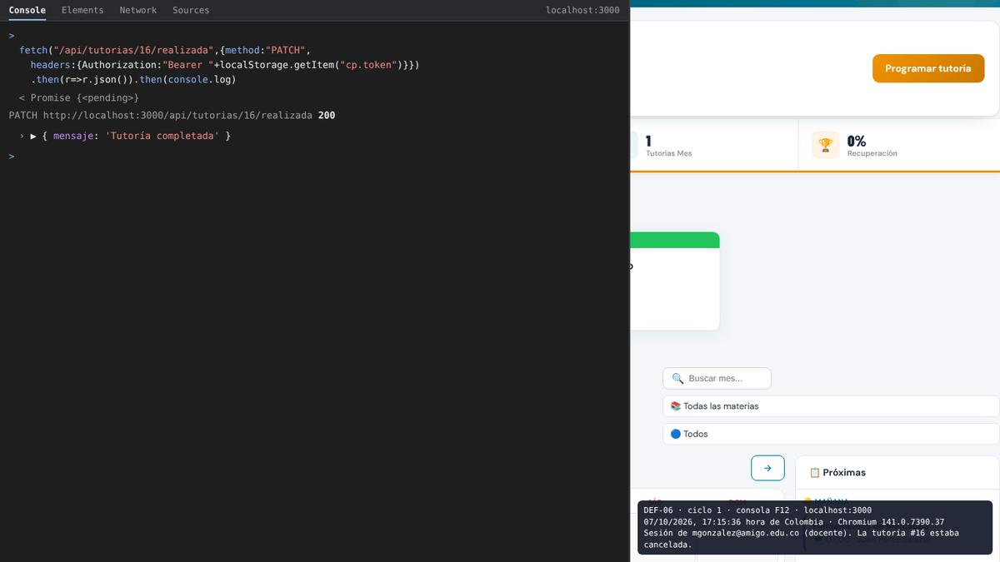 Console Elements Network Sources localhost:3000
>
fetch("/api/tutorias/16/realizada",{method:"PATCH",
headers:{Authorization:"Bearer "+localStorage.getItem("cp.token")}})
.then(r=>r.json()).then(console.log)
< Promise {<pending>}
PATCH http://localhost:3000/api/tutorias/16/realizada 200
› ▶ { mensaje: 'Tutoría completada' }
>
Programar tutoría
1
Tutorías Mes
0%
Recuperación
Buscar mes...
Todas las materias
Todos
→
Próximas
MAÑANA
DEF-06 · ciclo 1 · consola F12 · localhost:3000
07/10/2026, 17:15:36 hora de Colombia · Chromium 141.0.7390.37
Sesión de mgonzalez@amigo.edu.co (docente). La tutoría #16 estaba
cancelada.